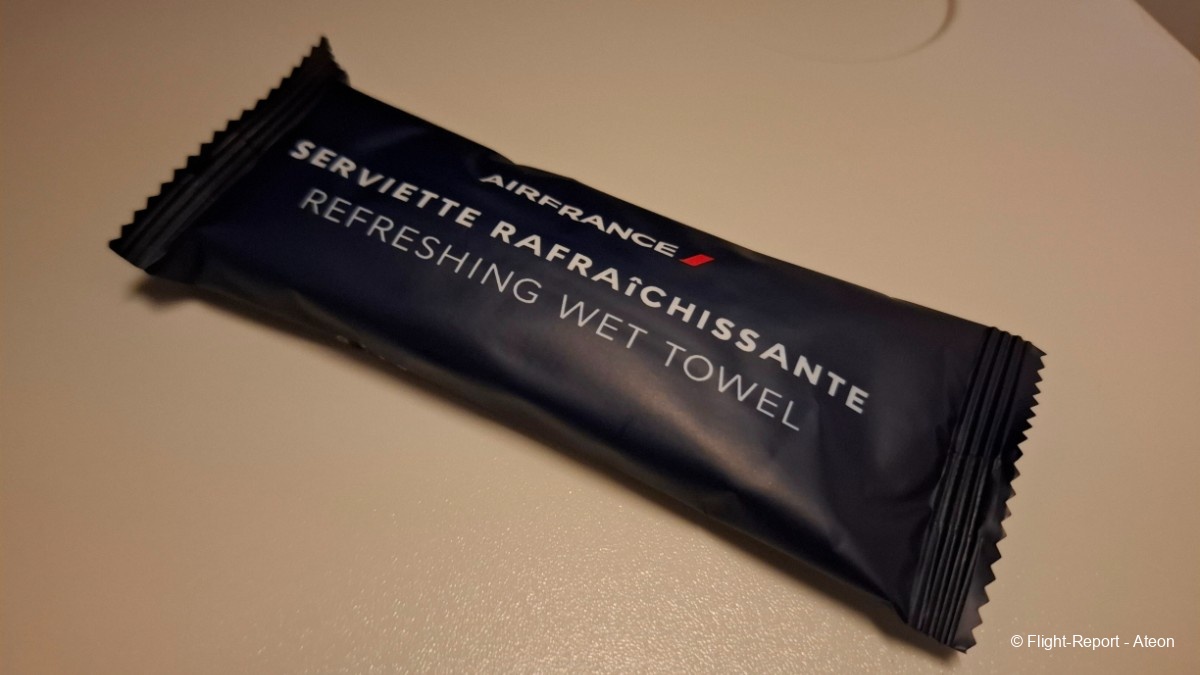 AIRFRANCE
SERVIETTE RAFRAîCHISSANTE
REFRESHING WET TOWEL
© Flight-Report - Ateon